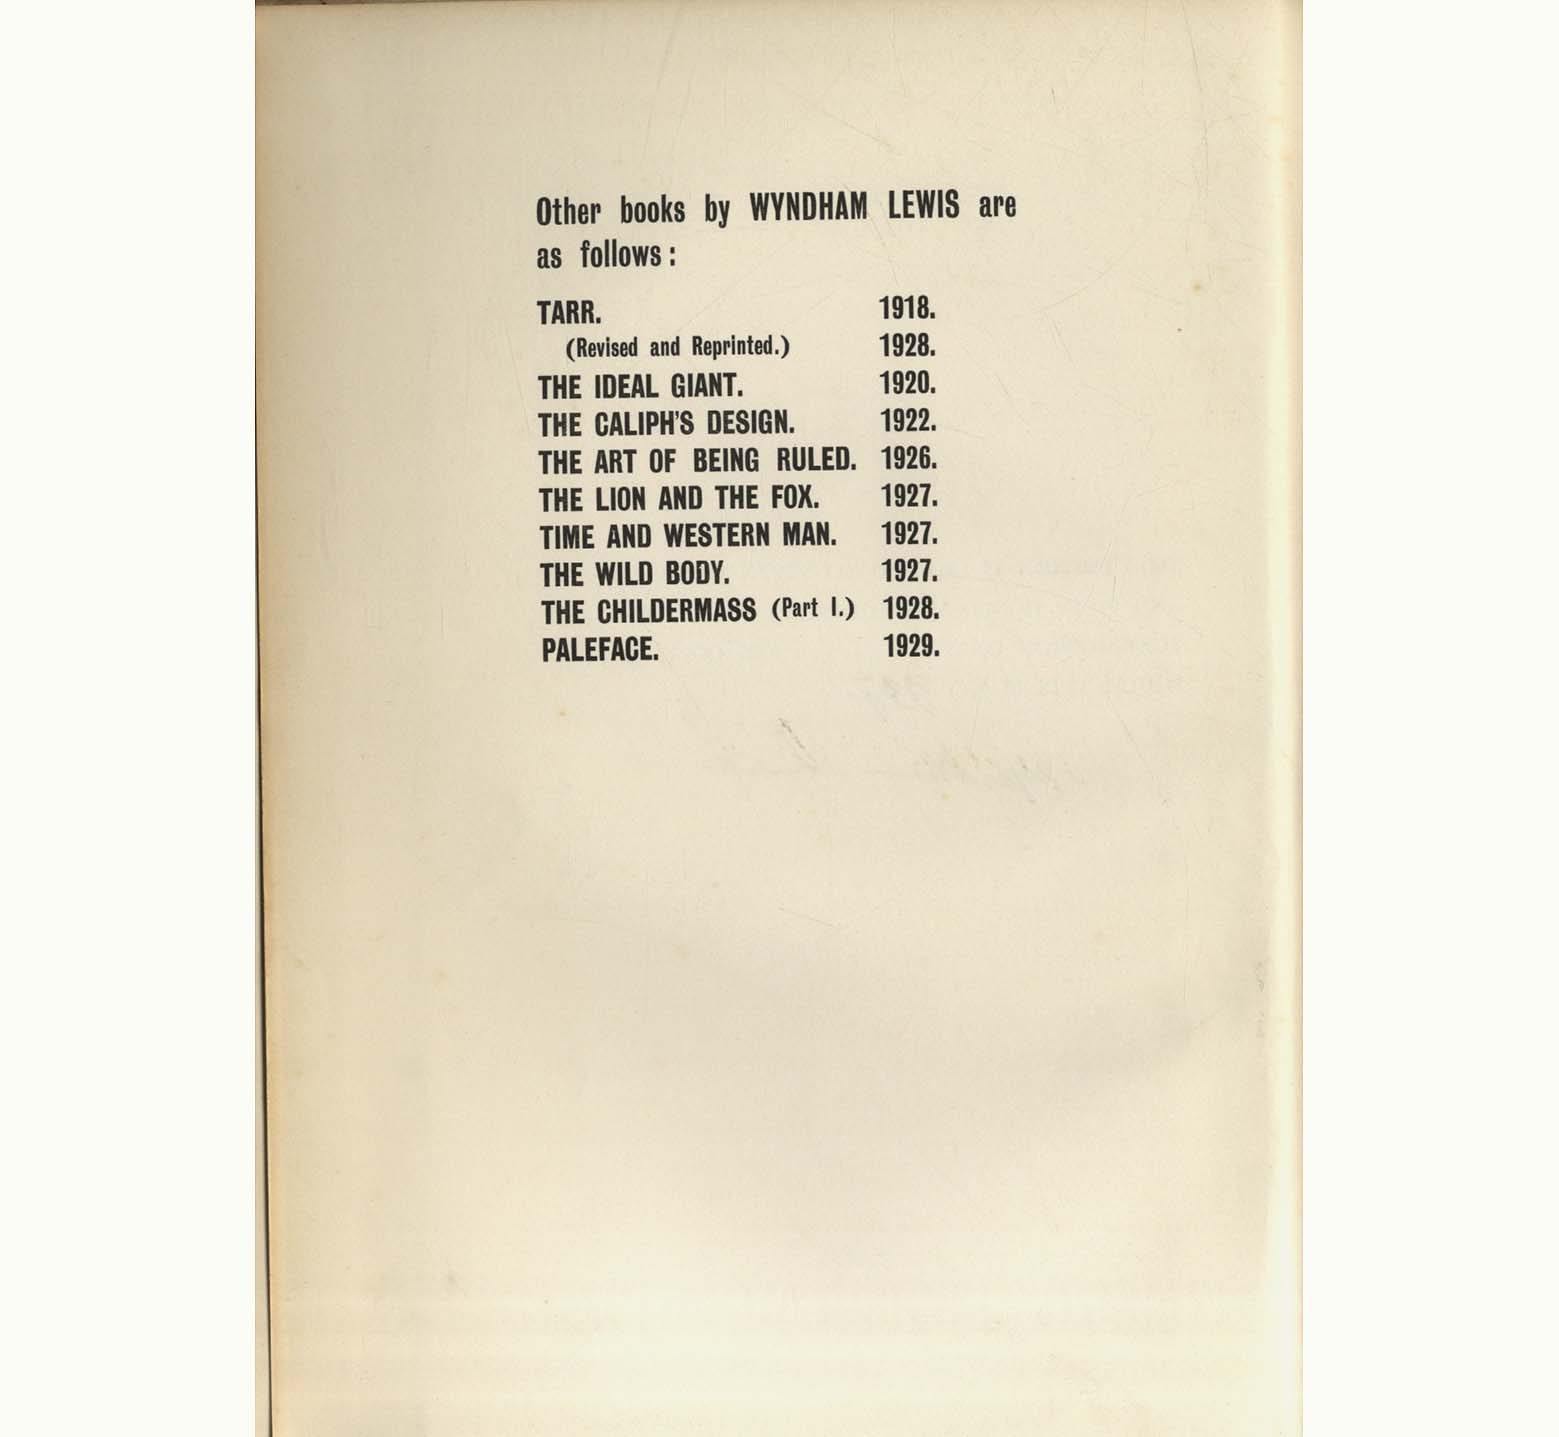 Other books by WYNDHAM LEWIS are
as follows:
TARR. 1918.
(Revised and Reprinted.) 1928.
THE IDEAL GIANT. 1920.
THE CALIPH'S DESIGN. 1922.
THE ART OF BEING RULED. 1926.
THE LION AND THE FOX. 1927.
TIME AND WESTERN MAN. 1927.
THE WILD BODY. 1927.
THE CHILDERMASS (Part I.) 1928.
PALEFACE. 1929.